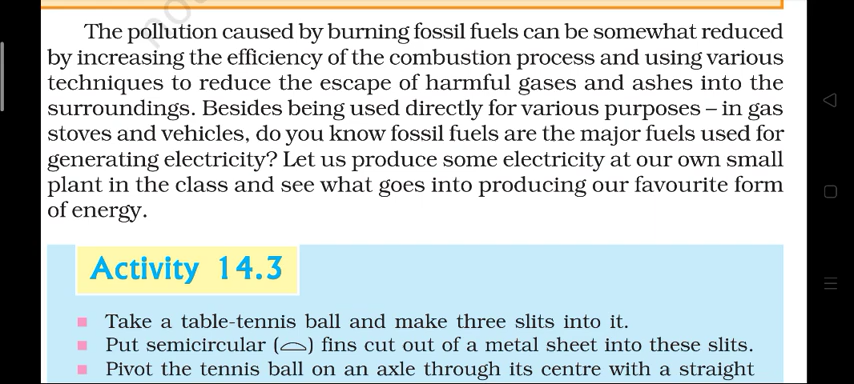 The pollution caused by burning fossil fuels can be somewhat reduced
by increasing the efficiency of the combustion process and using various
techniques to reduce the escape of harmful gases and ashes into the
surroundings. Besides being used directly for various purposes – in gas
stoves and vehicles, do you know fossil fuels are the major fuels used for
generating electricity? Let us produce some electricity at our own small
plant in the class and see what goes into producing our favourite form
of energy.
Activity 14.3
■ Take a table-tennis ball and make three slits into it.
■ Put semicircular (⌓) fins cut out of a metal sheet into these slits.
■ Pivot the tennis ball on an axle through its centre with a straight